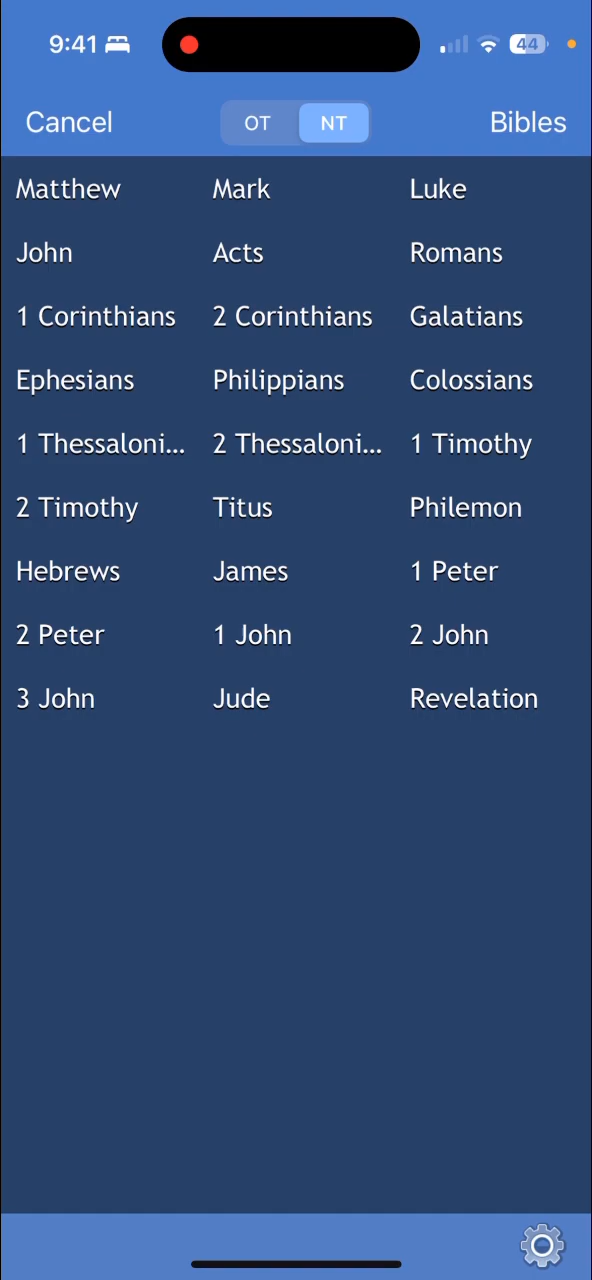 9:41 44
Cancel OT NT Bibles
Matthew Mark Luke
John Acts Romans
1 Corinthians 2 Corinthians Galatians
Ephesians Philippians Colossians
1 Thessaloni... 2 Thessaloni... 1 Timothy
2 Timothy Titus Philemon
Hebrews James 1 Peter
2 Peter 1 John 2 John
3 John Jude Revelation